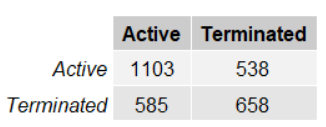 Active Terminated
Active 1103 538
Terminated 585 658